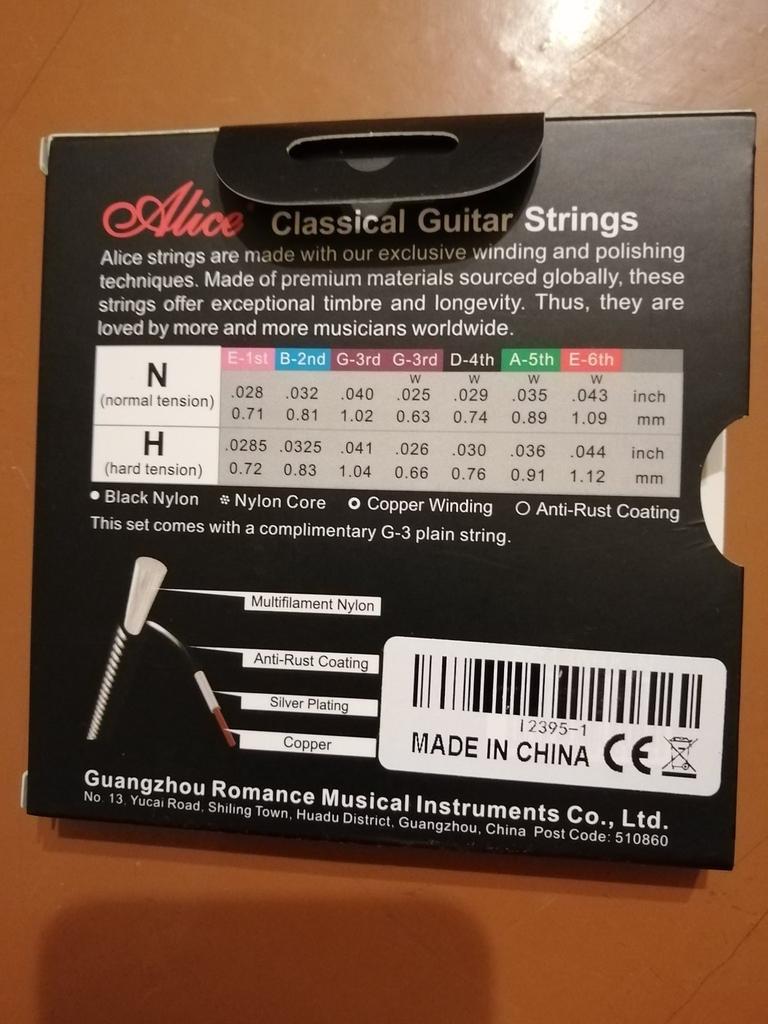 Alice® Classical Guitar Strings
Alice strings are made with our exclusive winding and polishing
techniques. Made of premium materials sourced globally, these
strings offer exceptional timbre and longevity. Thus, they are
loved by more and more musicians worldwide.
E-1st B-2nd G-3rd G-3rd D-4th A-5th E-6th
N
(normal tension)
W W W W
.028 .032 .040 .025 .029 .035 .043 inch
0.71 0.81 1.02 0.63 0.74 0.89 1.09 mm
H
(hard tension)
.0285 .0325 .041 .026 .030 .036 .044 inch
0.72 0.83 1.04 0.66 0.76 0.91 1.12 mm
Black Nylon Nylon Core Copper Winding Anti-Rust Coating
This set comes with a complimentary G-3 plain string.
Multifilament Nylon
Anti-Rust Coating
Silver Plating
Copper
12395-1
MADE IN CHINA CE
Guangzhou Romance Musical Instruments Co., Ltd.
No. 13, Yucai Road, Shiling Town, Huadu District, Guangzhou, China Post Code: 510860